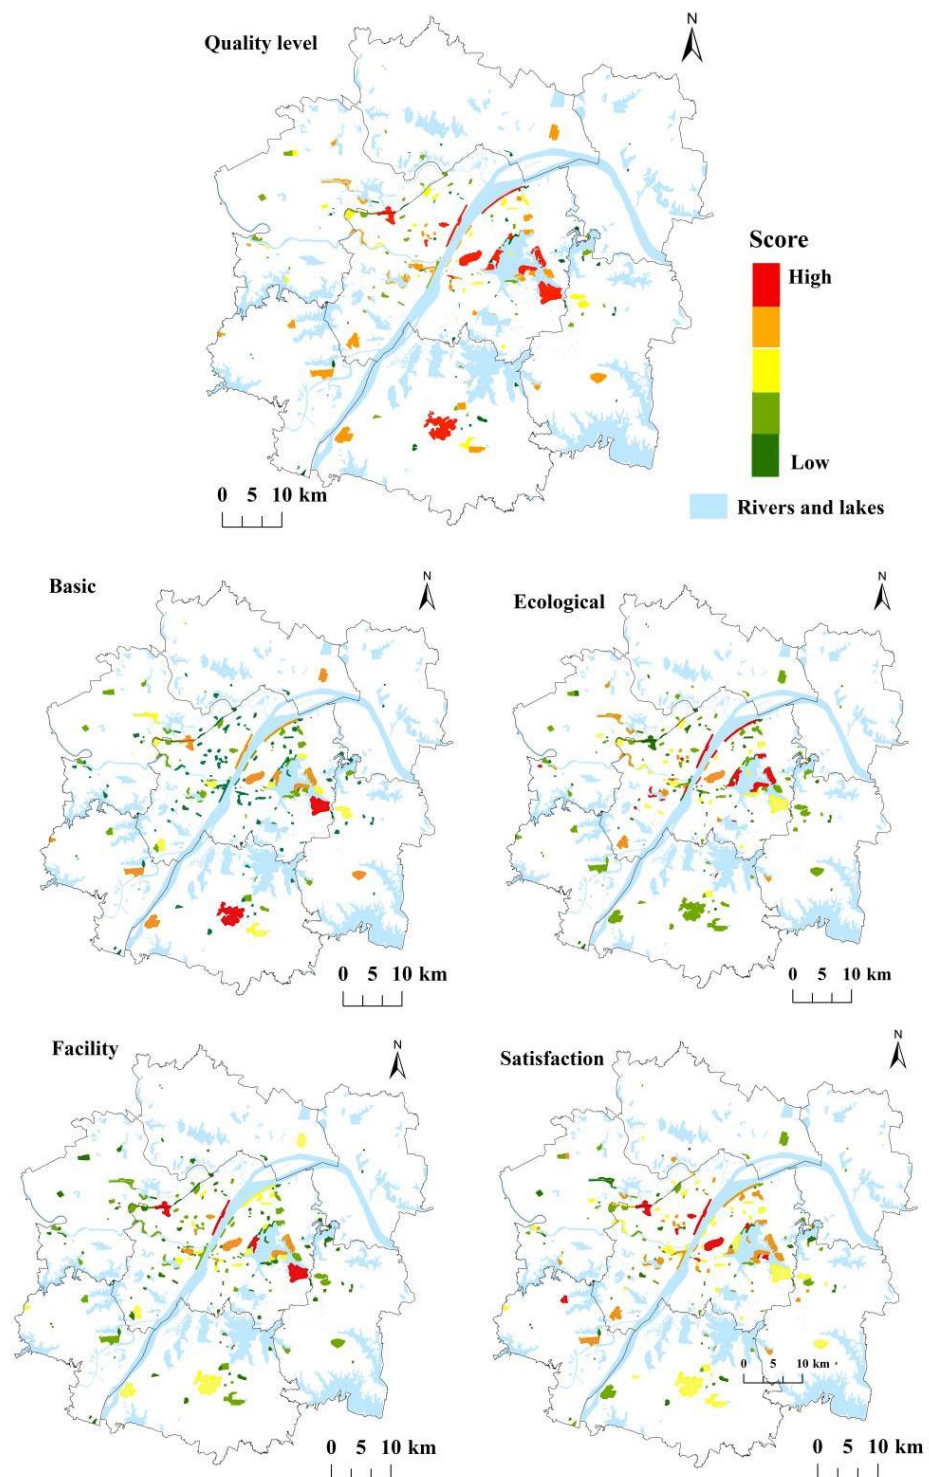 Quality level
N
Score
High
Low
0 5 10 km
Rivers and lakes
Basic
N
Ecological
N
0 5 10 km
0 5 10 km
Facility
N
Satisfaction
N
0 5 10 km
0 5 10 km
0 5 10 km